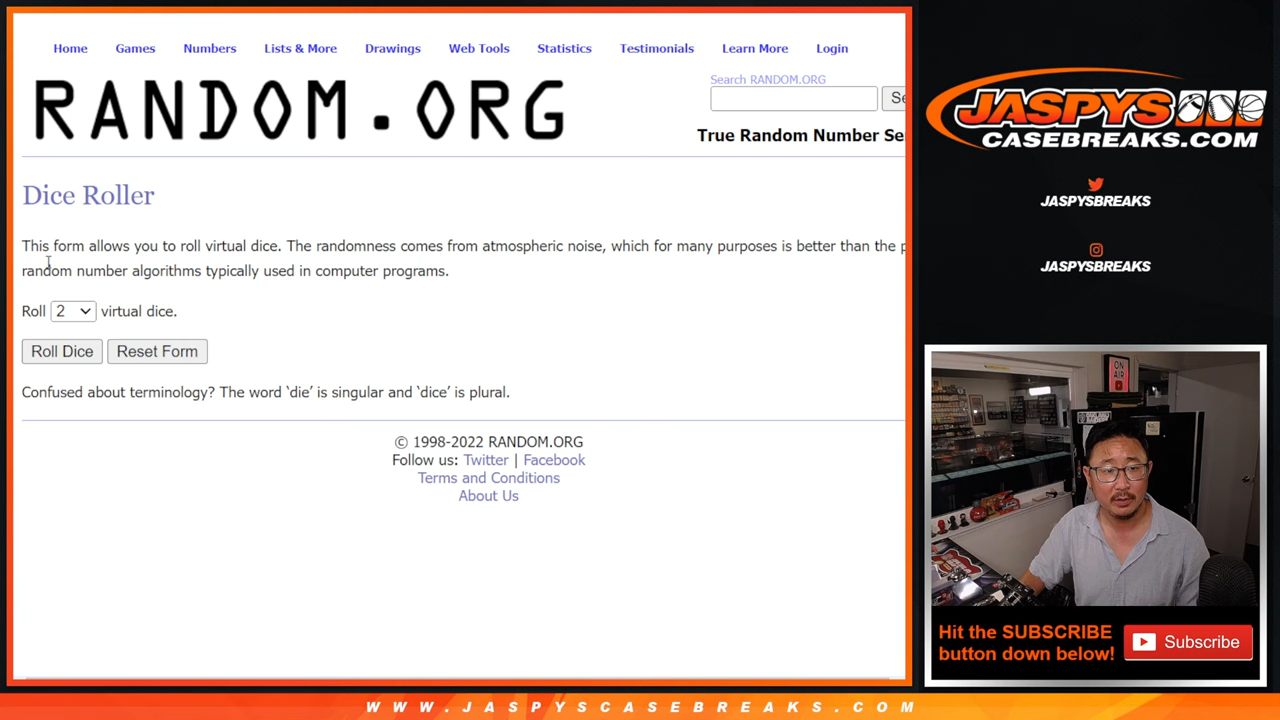 Home Games Numbers Lists & More Drawings Web Tools Statistics Testimonials Learn More Login
RANDOM.ORG
Search RANDOM.ORG
Se
True Random Number Se
Dice Roller
This form allows you to roll virtual dice. The randomness comes from atmospheric noise, which for many purposes is better than the p
random number algorithms typically used in computer programs.
Roll 2 virtual dice.
Roll Dice Reset Form
Confused about terminology? The word ‘die’ is singular and ‘dice’ is plural.
© 1998-2022 RANDOM.ORG
Follow us: Twitter | Facebook
Terms and Conditions
About Us
JASPYS
CASEBREAKS.COM
JASPYSBREAKS
JASPYSBREAKS
ON
AIR
Hit the SUBSCRIBE
button down below!
Subscribe
WWW.JASPYSCASEBREAKS.COM